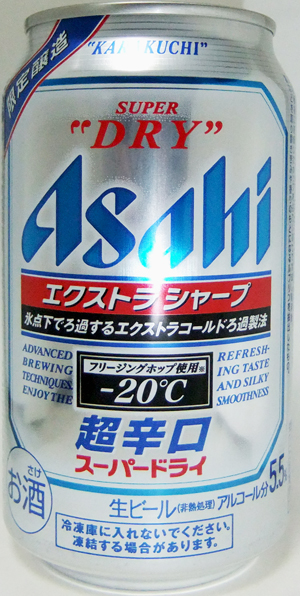 限定醸造
"KARAKUCHI"
SUPER
"DRY"
Asahi
エクストラシャープ
氷点下でろ過するエクストラコールドろ過製法
ADVANCED
BREWING
TECHNIQUES.
ENJOY THE
フリージングホップ使用※
-20℃
REFRESH-
ING TASTE
AND SILKY
SMOOTHNESS
超辛口
スーパードライ
さけ
お酒
生ビール(非熱処理)アルコール分5.5
冷凍庫に入れないでください。
凍結する場合があります。